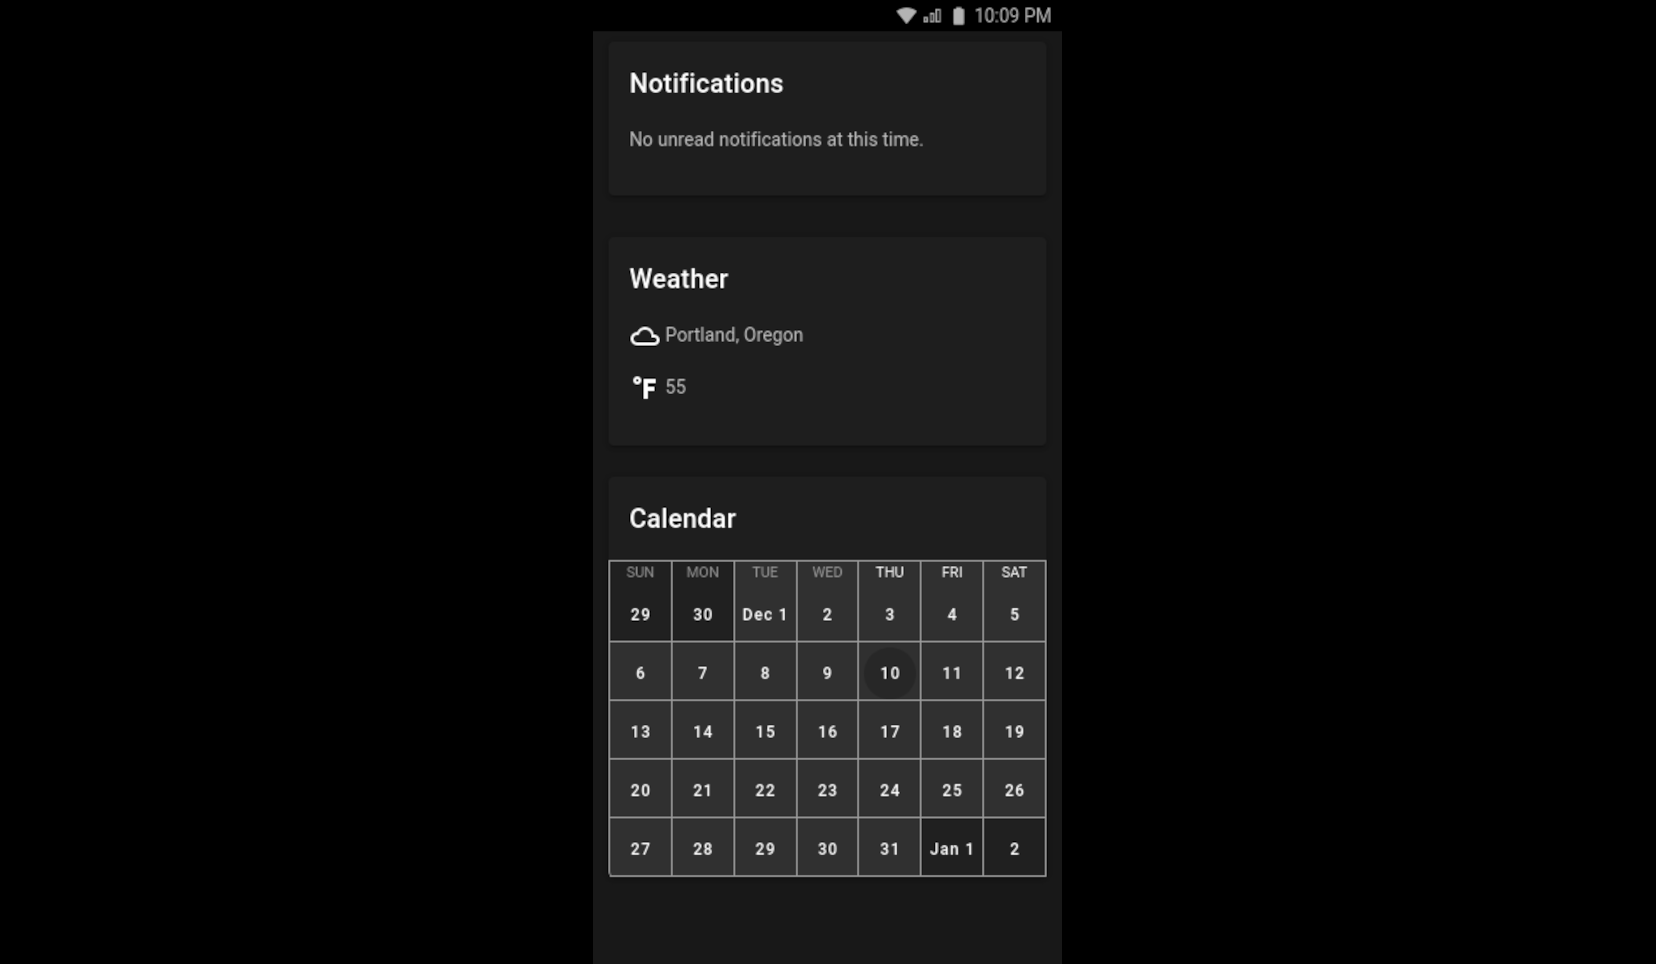 10:09 PM
Notifications
No unread notifications at this time.
Weather
Portland, Oregon
°F 55
Calendar
SUN MON TUE WED THU FRI SAT
29 30 Dec 1 2 3 4 5
6 7 8 9 10 11 12
13 14 15 16 17 18 19
20 21 22 23 24 25 26
27 28 29 30 31 Jan 1 2